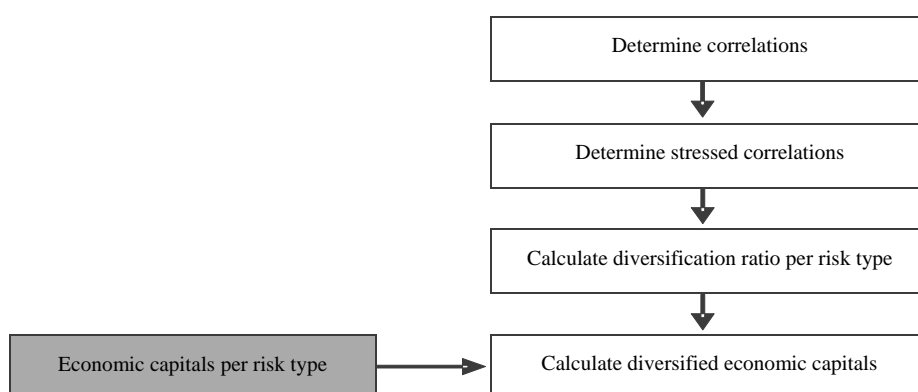 Determine correlations
Determine stressed correlations
Calculate diversification ratio per risk type
Economic capitals per risk type
Calculate diversified economic capitals